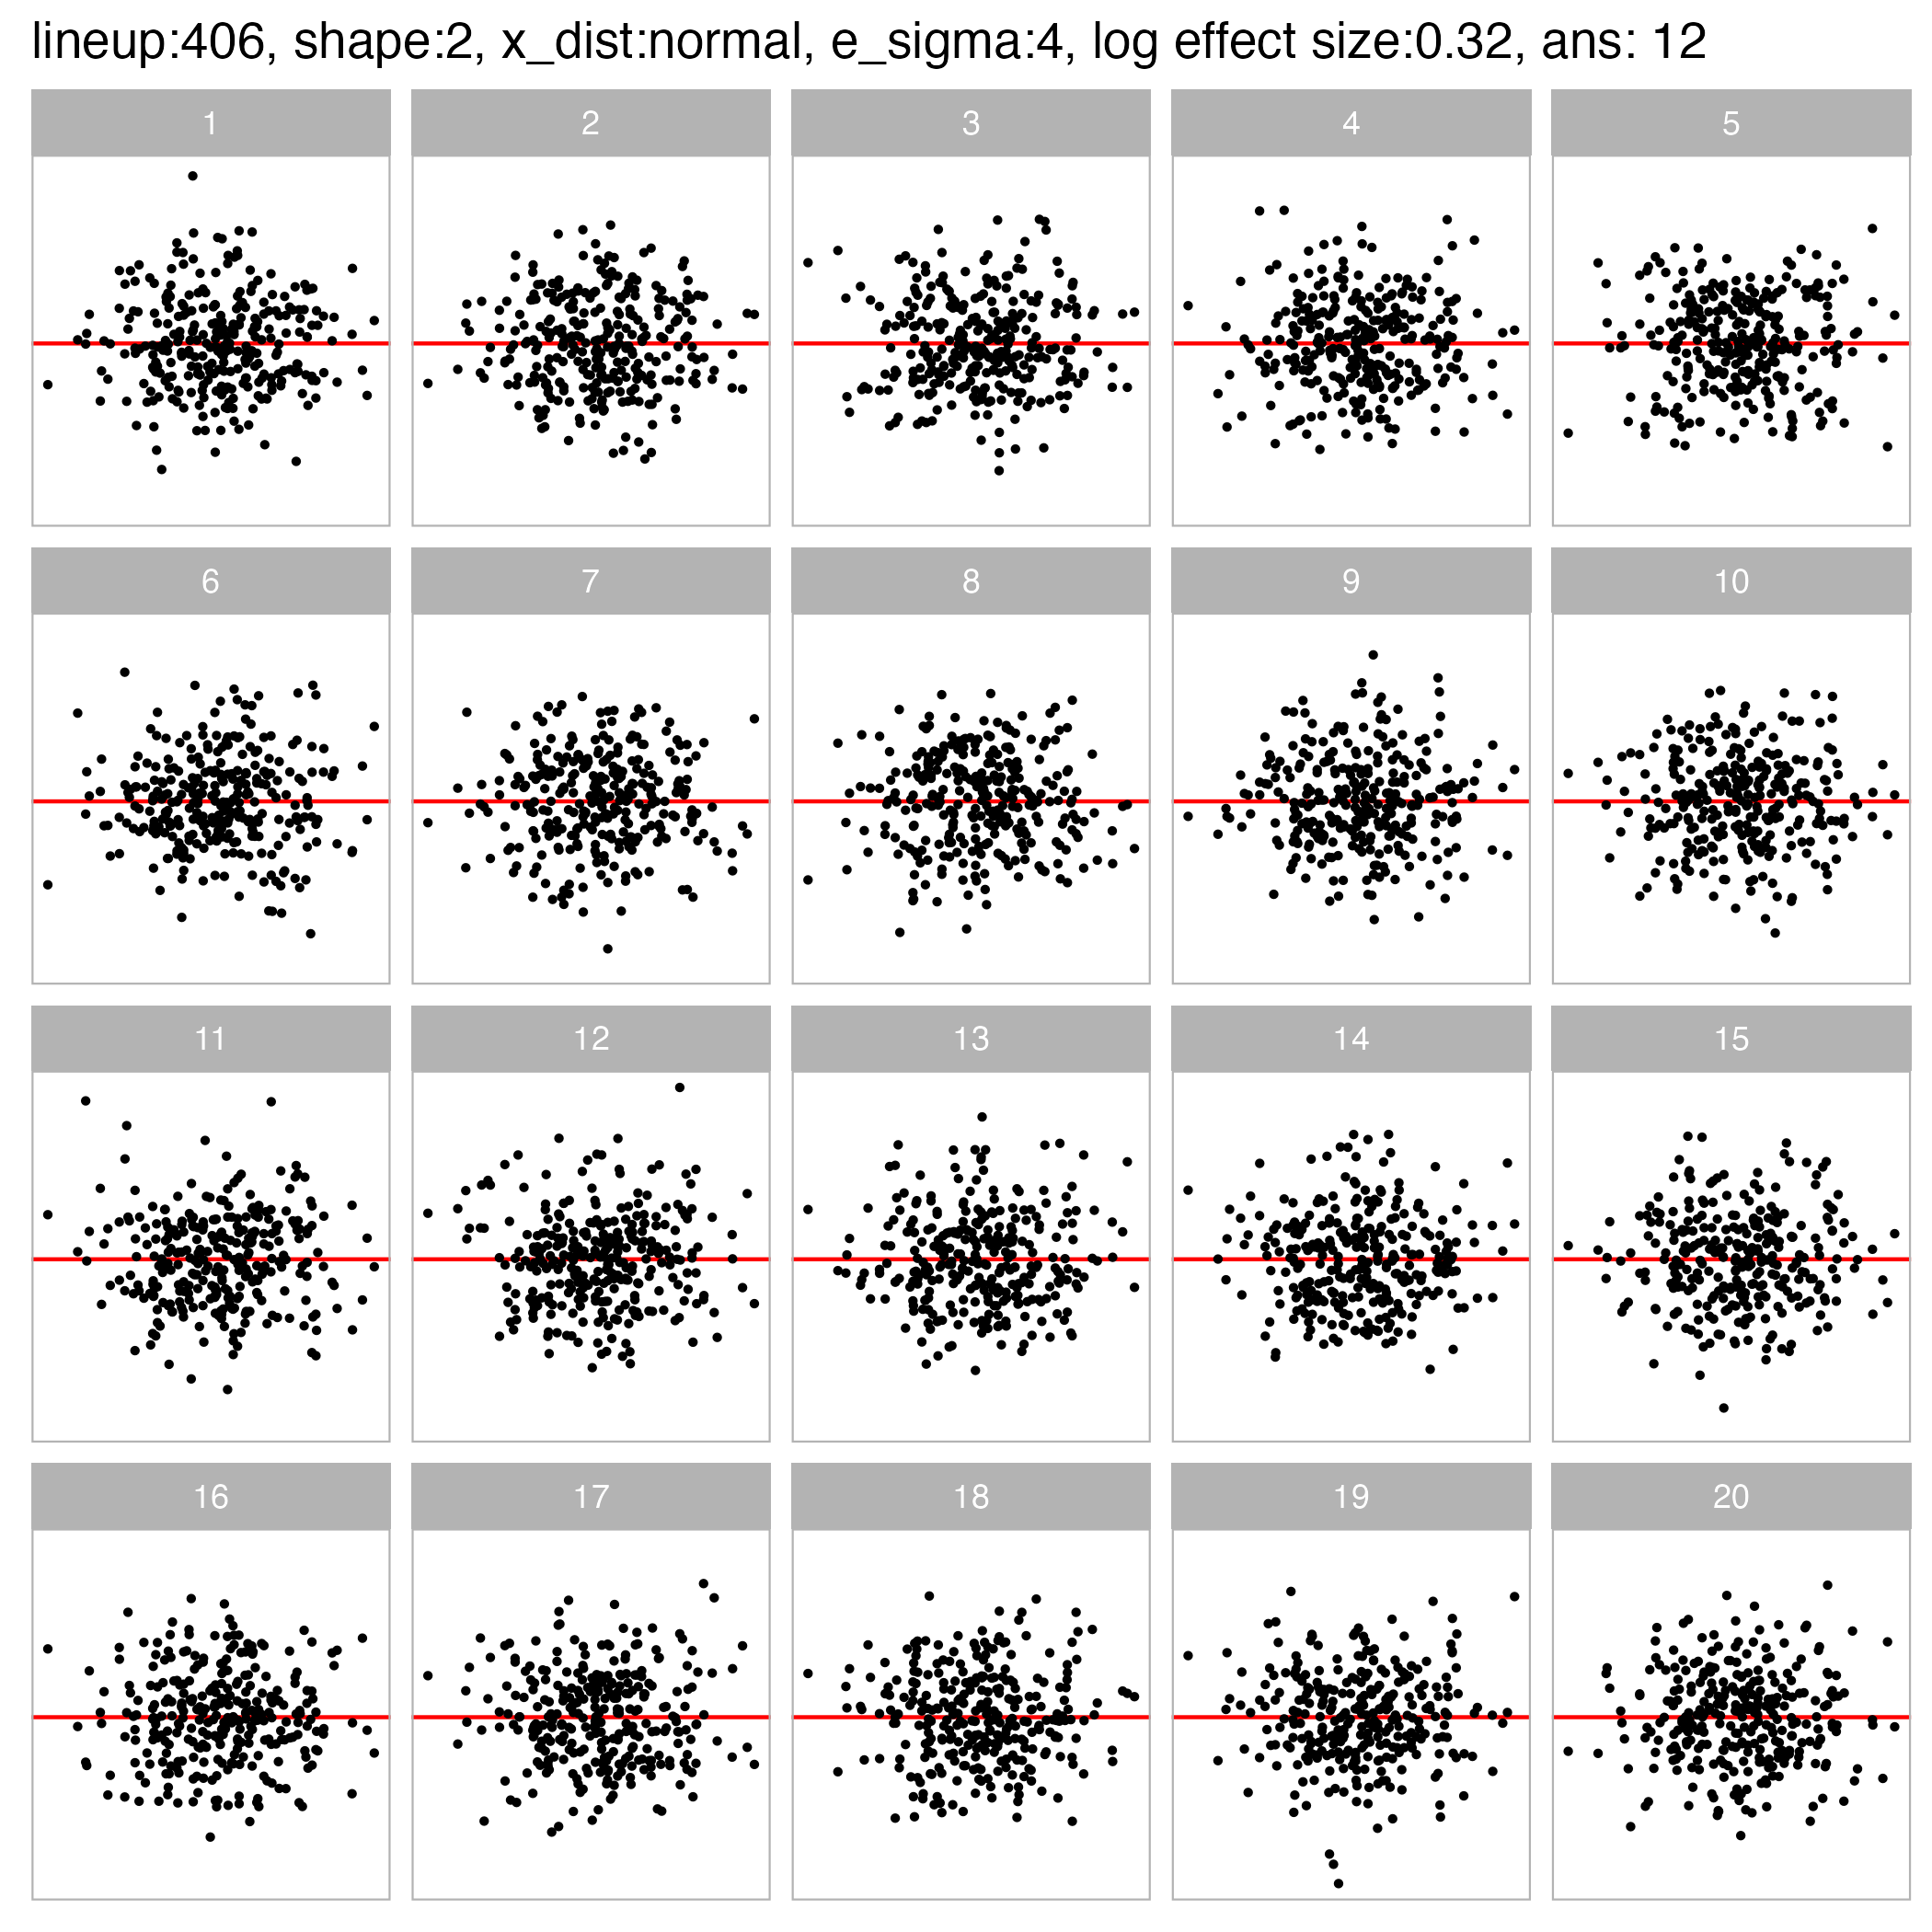 lineup:406, shape:2, x_dist:normal, e_sigma:4, log effect size:0.32, ans: 12
1 2 3 4 5
6 7 8 9 10
11 12 13 14 15
16 17 18 19 20